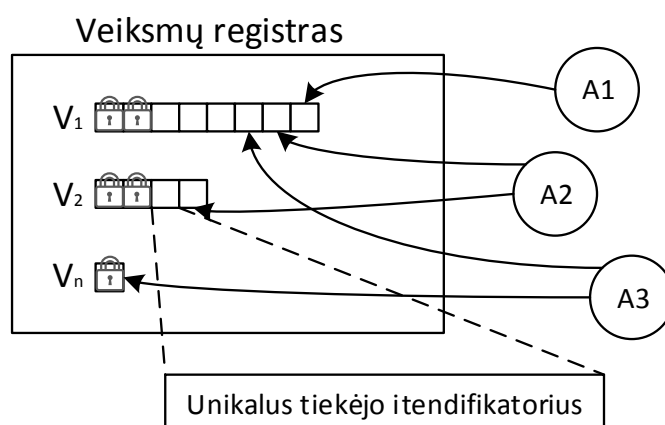 Veiksmų registras
V1
A1
V2
A2
Vn
A3
Unikalus tiekėjo itendifikatorius